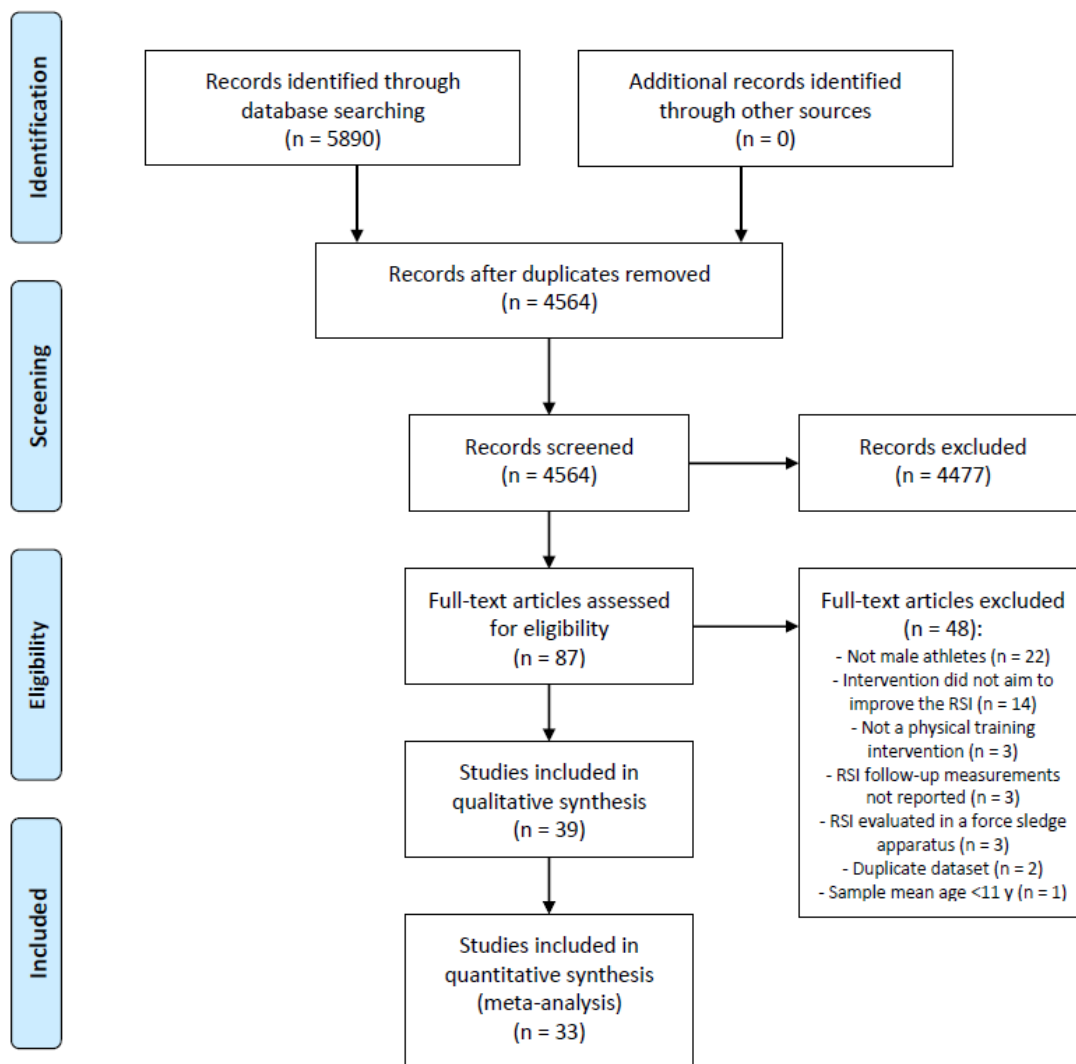 Identification
Records identified through
database searching
(n = 5890)
Additional records identified
through other sources
(n = 0)
Records after duplicates removed
(n = 4564)
Screening
Records screened
(n = 4564)
Records excluded
(n = 4477)
Eligibility
Full-text articles assessed
for eligibility
(n = 87)
Full-text articles excluded
(n = 48):
- Not male athletes (n = 22)
- Intervention did not aim to
improve the RSI (n = 14)
- Not a physical training
intervention (n = 3)
- RSI follow-up measurements
not reported (n = 3)
- RSI evaluated in a force sledge
apparatus (n = 3)
- Duplicate dataset (n = 2)
- Sample mean age <11 y (n = 1)
Studies included in
qualitative synthesis
(n = 39)
Included
Studies included in
quantitative synthesis
(meta-analysis)
(n = 33)